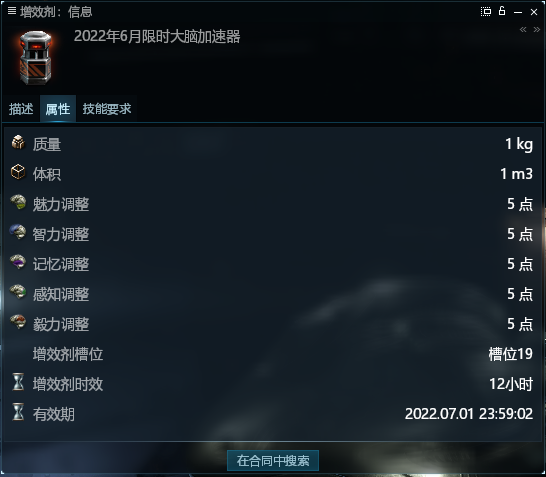 增效剂：信息
2022年6月限时大脑加速器
描述 属性 技能要求
质量 1 kg
体积 1 m3
魅力调整 5 点
智力调整 5 点
记忆调整 5 点
感知调整 5 点
毅力调整 5 点
增效剂槽位 槽位19
增效剂时效 12小时
有效期 2022.07.01 23:59:02
在合同中搜索